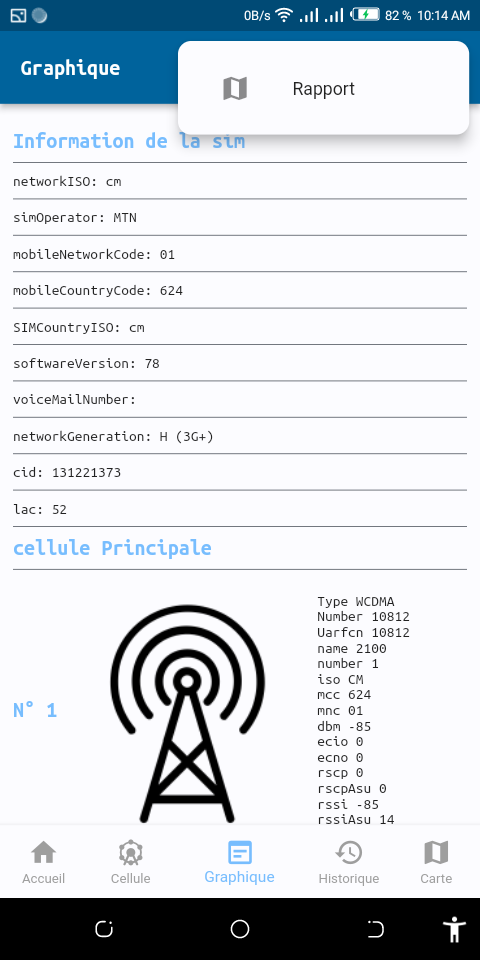 0B/s 82 % 10:14 AM
Graphique
Rapport
Information de la sim
networkISO: cm
simOperator: MTN
mobileNetworkCode: 01
mobileCountryCode: 624
SIMCountryISO: cm
softwareVersion: 78
voiceMailNumber:
networkGeneration: H (3G+)
cid: 131221373
lac: 52
cellule Principale
N° 1
Type WCDMA
Number 10812
Uarfcn 10812
name 2100
number 1
iso CM
mcc 624
mnc 01
dbm -85
ecio 0
ecno 0
rscp 0
rscpAsu 0
rssi -85
rssiAsu 14
Accueil
Cellule
Graphique
Historique
Carte